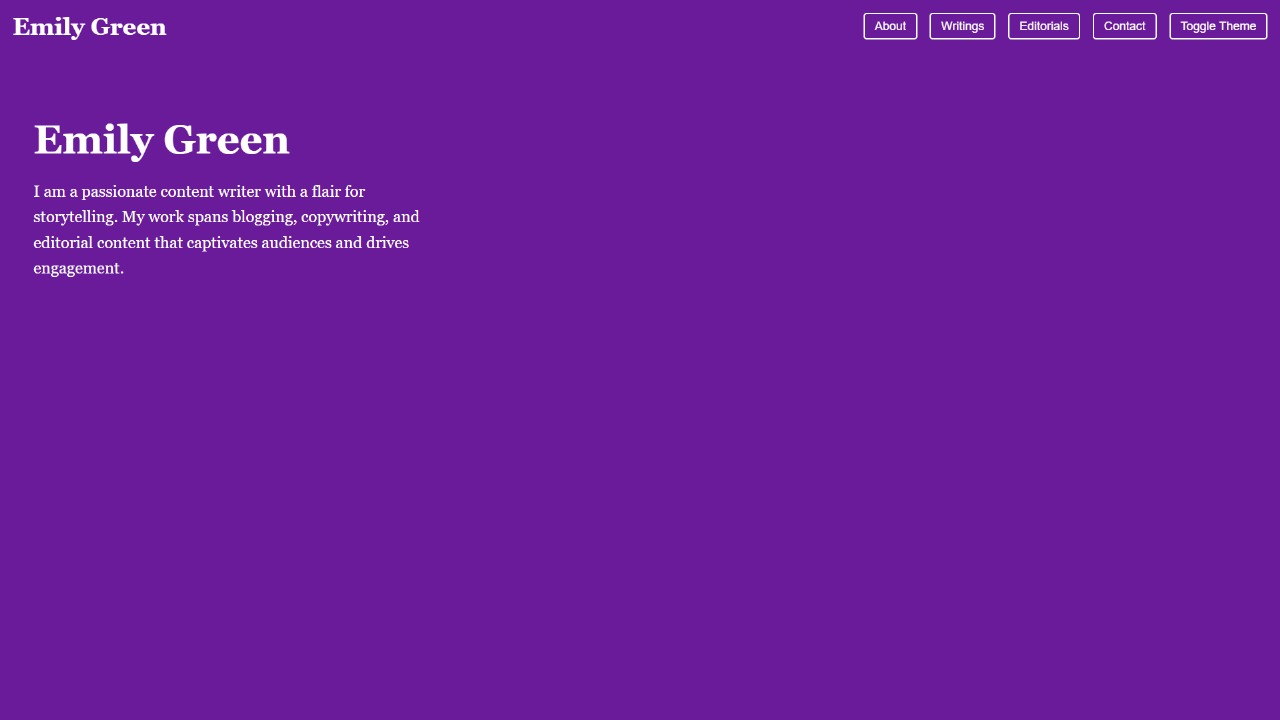 Emily Green
About
Writings
Editorials
Contact
Toggle Theme
Emily Green
I am a passionate content writer with a flair for
storytelling. My work spans blogging, copywriting, and
editorial content that captivates audiences and drives
engagement.